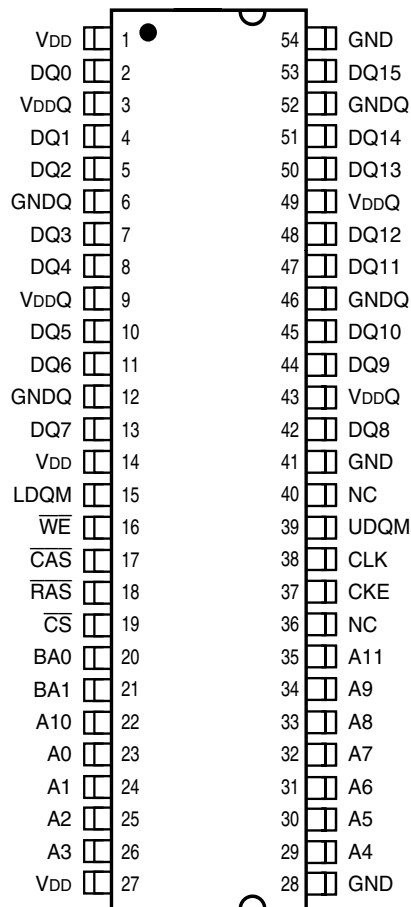 VDD 1 54 GND
DQ0 2 53 DQ15
VDDQ 3 52 GNDQ
DQ1 4 51 DQ14
DQ2 5 50 DQ13
GNDQ 6 49 VDDQ
DQ3 7 48 DQ12
DQ4 8 47 DQ11
VDDQ 9 46 GNDQ
DQ5 10 45 DQ10
DQ6 11 44 DQ9
GNDQ 12 43 VDDQ
DQ7 13 42 DQ8
VDD 14 41 GND
LDQM 15 40 NC
W̅E̅ 16 39 UDQM
C̅A̅S̅ 17 38 CLK
R̅A̅S̅ 18 37 CKE
C̅S̅ 19 36 NC
BA0 20 35 A11
BA1 21 34 A9
A10 22 33 A8
A0 23 32 A7
A1 24 31 A6
A2 25 30 A5
A3 26 29 A4
VDD 27 28 GND